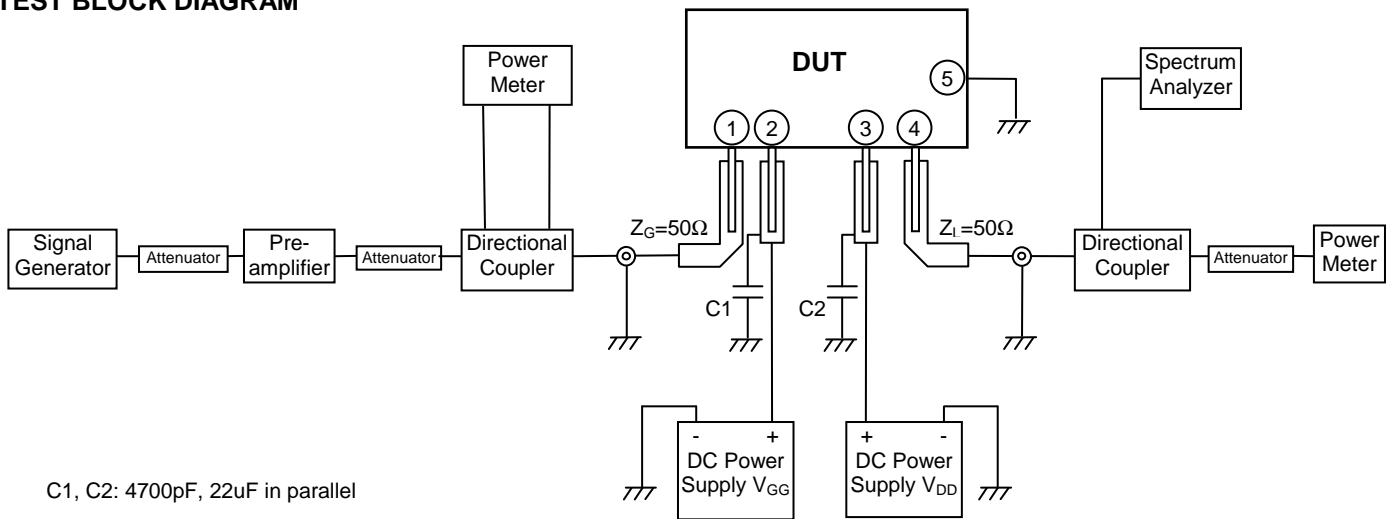 TEST BLOCK DIAGRAM
Power
Meter
DUT
5
Spectrum
Analyzer
1
2
3
4
Signal
Generator
Attenuator
Pre-
amplifier
Attenuator
Directional
Coupler
ZG=50Ω
ZL=50Ω
Directional
Coupler
Attenuator
Power
Meter
C1
C2
- +
DC Power
Supply VGG
+ -
DC Power
Supply VDD
C1, C2: 4700pF, 22uF in parallel